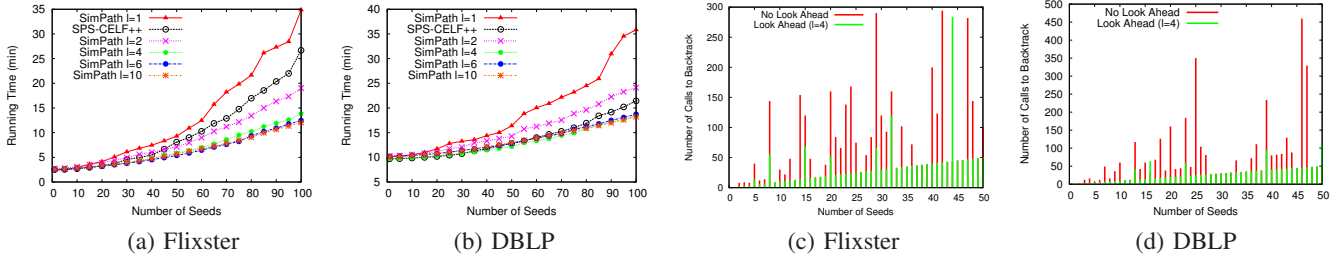 Running Time (min)
35
30
25
20
15
10
5
0
SimPath l=1
SPS-CELF++
SimPath l=2
SimPath l=4
SimPath l=6
SimPath l=10
0 10 20 30 40 50 60 70 80 90 100
Number of Seeds
(a) Flixster
Running Time (min)
40
35
30
25
20
15
10
5
SimPath l=1
SPS-CELF++
SimPath l=2
SimPath l=4
SimPath l=6
SimPath l=10
0 10 20 30 40 50 60 70 80 90 100
Number of Seeds
(b) DBLP
Number of Calls to Backtrack
300
250
200
150
100
50
0
No Look Ahead
Look Ahead (l=4)
0 5 10 15 20 25 30 35 40 45 50
Number of Seeds
(c) Flixster
Number of Calls to Backtrack
500
450
400
350
300
250
200
150
100
50
0
No Look Ahead
Look Ahead (l=4)
0 5 10 15 20 25 30 35 40 45 50
Number of Seeds
(d) DBLP